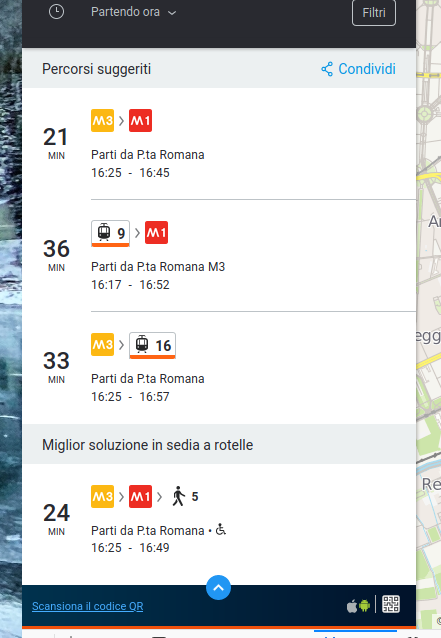 Partendo ora
Filtri
Percorsi suggeriti
Condividi
21
MIN
M3 > M1
Parti da P.ta Romana
16:25 - 16:45
36
MIN
9 > M1
Parti da P.ta Romana M3
16:17 - 16:52
33
MIN
M3 > 16
Parti da P.ta Romana
16:25 - 16:57
Miglior soluzione in sedia a rotelle
24
MIN
M3 > M1 > 5
Parti da P.ta Romana •
16:25 - 16:49
Scansiona il codice QR